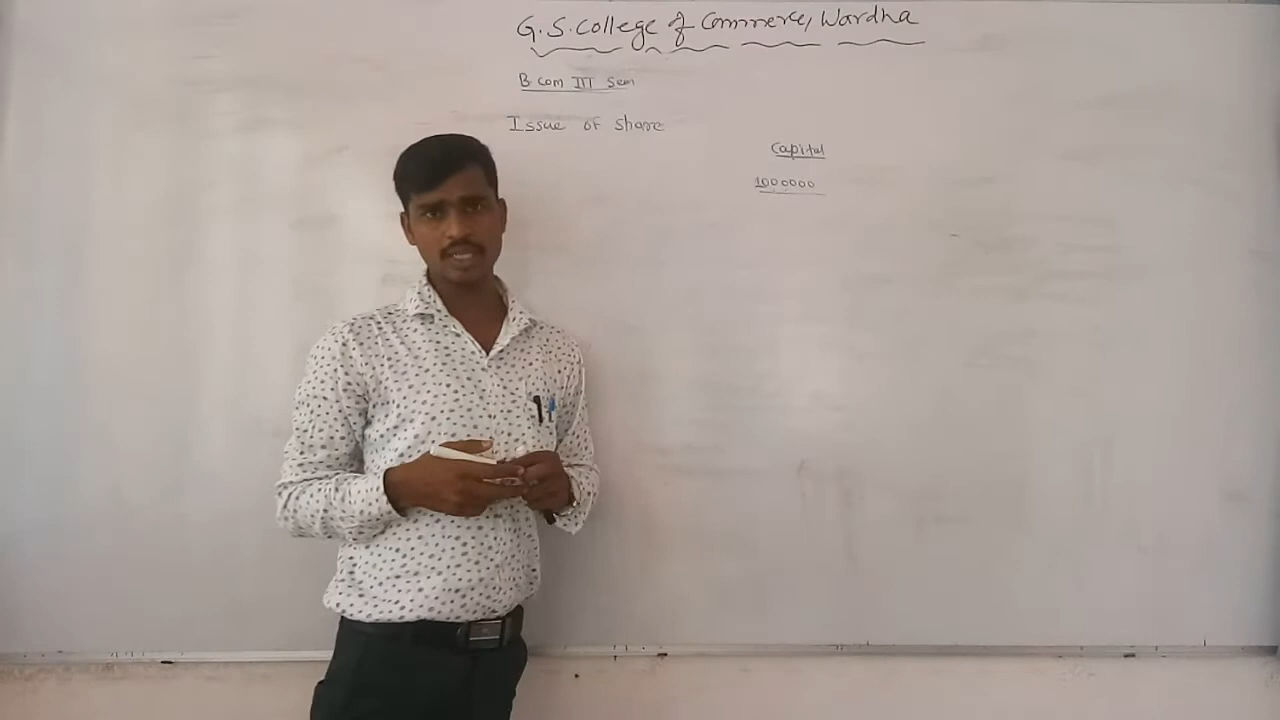 G.S. College of Commerce, Wardha
B.com III Sem
Issue of share
Capital
1000000